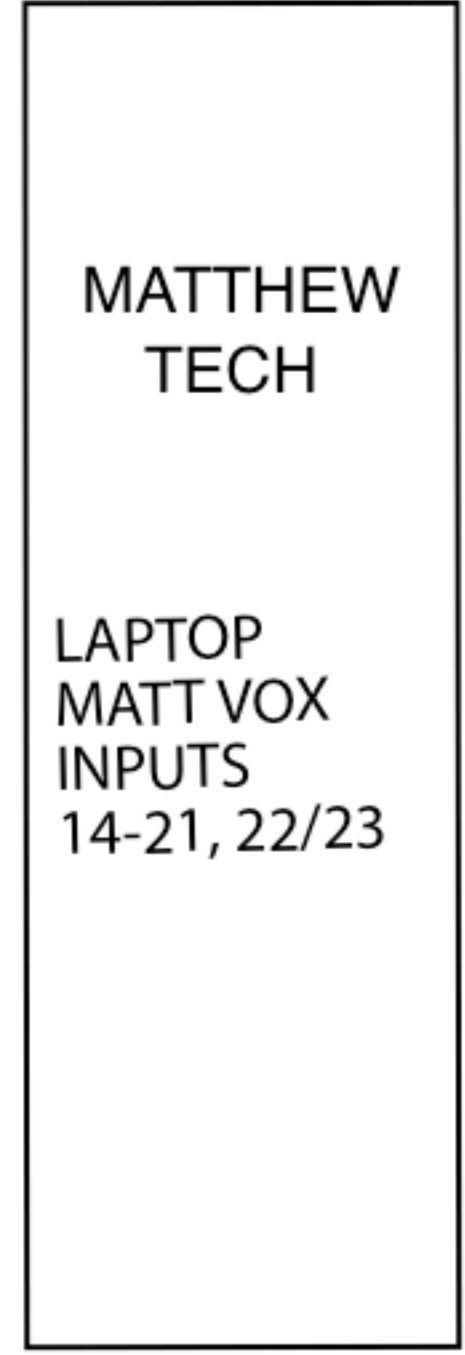 MATTHEW
TECH
LAPTOP
MATT VOX
INPUTS
14-21, 22/23